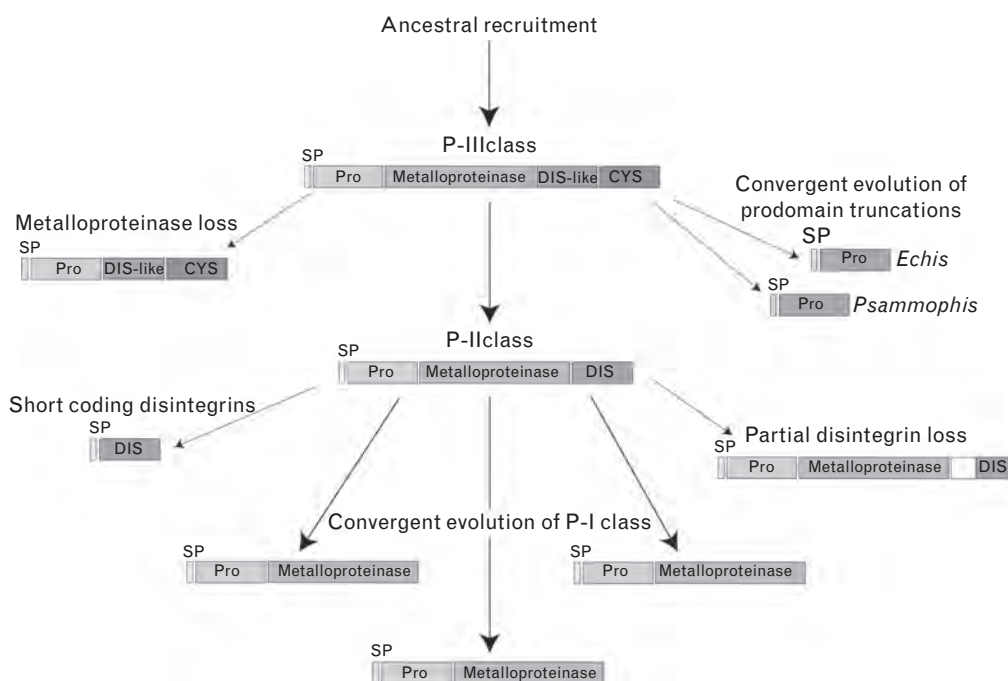 Ancestral recruitment
P-IIIclass
SP
Pro Metalloproteinase DIS-like CYS
Metalloproteinase loss
SP
Pro DIS-like CYS
Convergent evolution of
prodomain truncations
SP
Pro Echis
SP
Pro Psammophis
P-IIclass
SP
Pro Metalloproteinase DIS
Short coding disintegrins
SP
DIS
Partial disintegrin loss
SP
Pro Metalloproteinase DIS
Convergent evolution of P-I class
SP
Pro Metalloproteinase
SP
Pro Metalloproteinase
SP
Pro Metalloproteinase